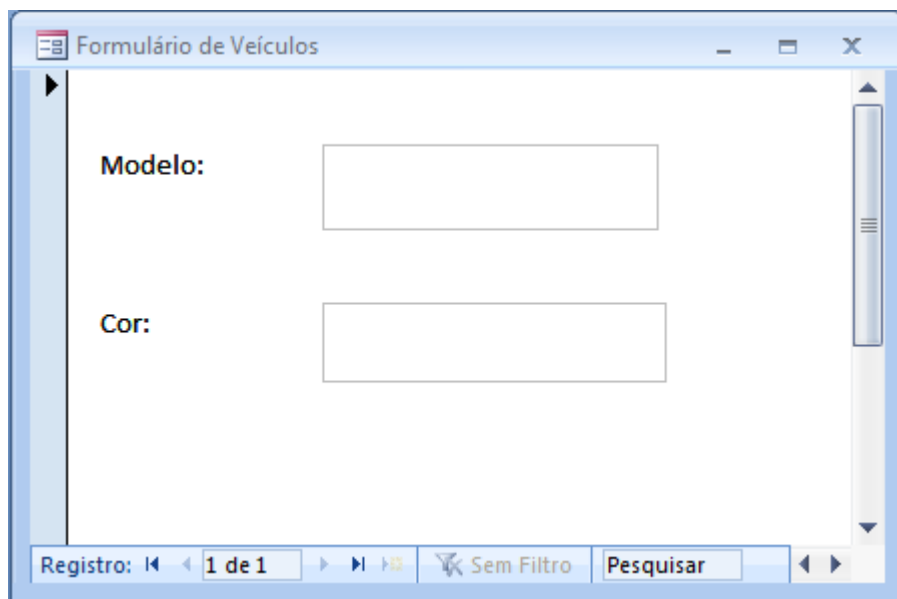 Formulário de Veículos
Modelo:
Cor:
Registro: 1 de 1 Sem Filtro Pesquisar